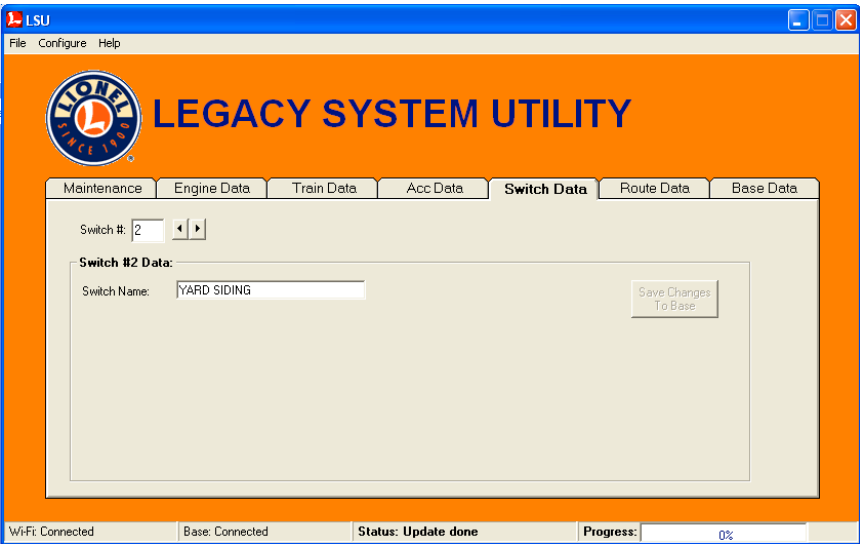 LSU
File Configure Help
LIONEL
SINCE 1900
LEGACY SYSTEM UTILITY
Maintenance Engine Data Train Data Acc Data Switch Data Route Data Base Data
Switch #: 2
Switch #2 Data:
Switch Name: YARD SIDING
Save Changes
To Base
Wi-Fi: Connected Base: Connected Status: Update done Progress: 0%